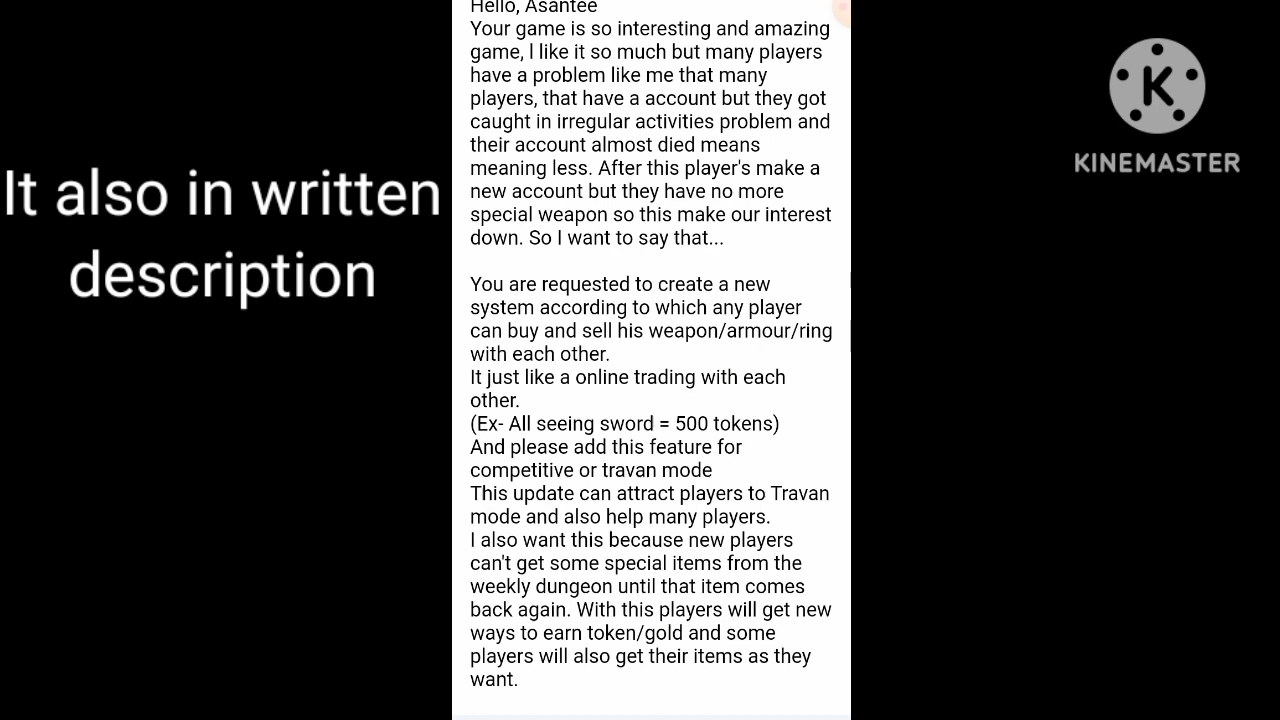 Hello, Asantee
Your game is so interesting and amazing
game, I like it so much but many players
have a problem like me that many
players, that have a account but they got
caught in irregular activities problem and
their account almost died means
meaning less. After this player's make a
new account but they have no more
special weapon so this make our interest
down. So I want to say that...
You are requested to create a new
system according to which any player
can buy and sell his weapon/armour/ring
with each other.
It just like a online trading with each
other.
(Ex- All seeing sword = 500 tokens)
And please add this feature for
competitive or travan mode
This update can attract players to Travan
mode and also help many players.
I also want this because new players
can't get some special items from the
weekly dungeon until that item comes
back again. With this players will get new
ways to earn token/gold and some
players will also get their items as they
want.
It also in written
description
KINEMASTER